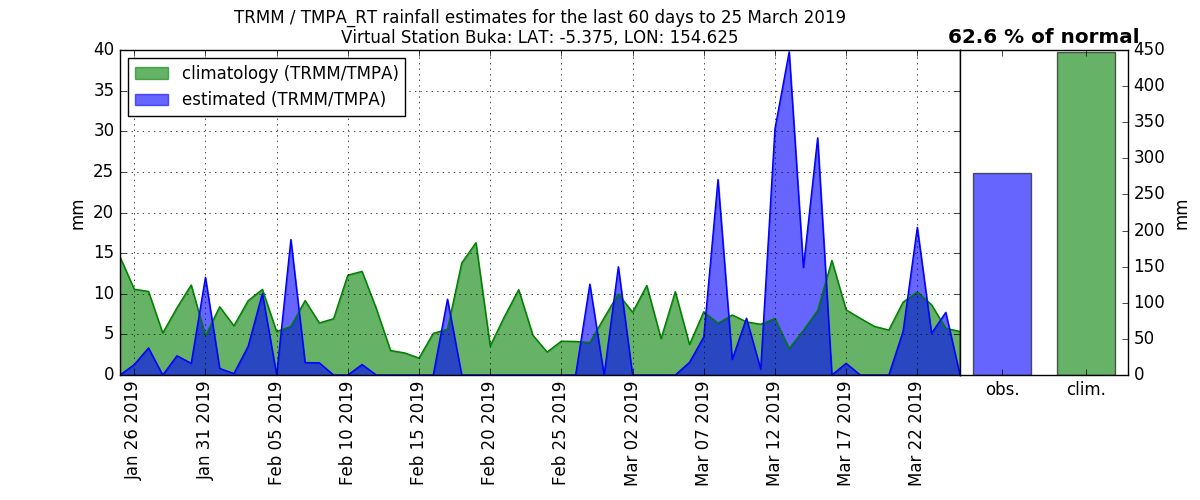 TRMM / TMPA_RT rainfall estimates for the last 60 days to 25 March 2019
Virtual Station Buka: LAT: -5.375, LON: 154.625
62.6 % of normal
climatology (TRMM/TMPA)
estimated (TRMM/TMPA)
40
35
30
25
20
15
10
5
0
mm
Jan 26 2019
Jan 31 2019
Feb 05 2019
Feb 10 2019
Feb 15 2019
Feb 20 2019
Feb 25 2019
Mar 02 2019
Mar 07 2019
Mar 12 2019
Mar 17 2019
Mar 22 2019
obs.
clim.
450
400
350
300
250
200
150
100
50
0
mm